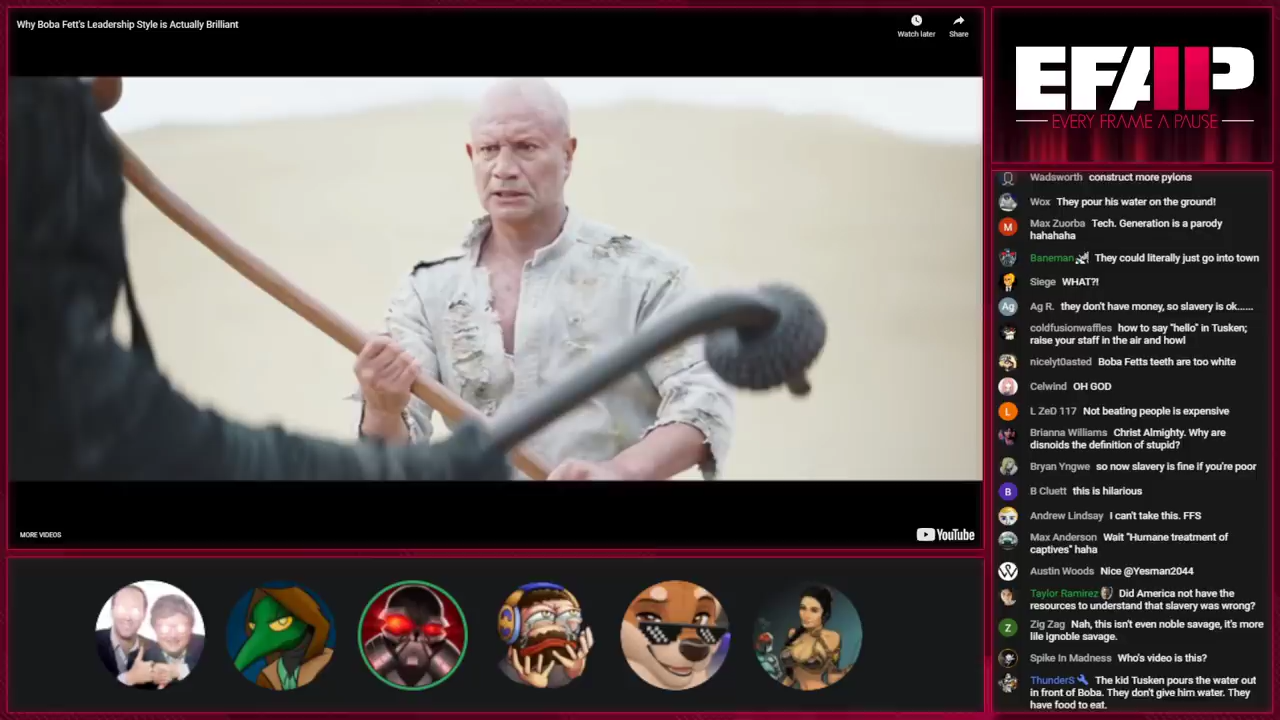 Why Boba Fett's Leadership Style is Actually Brilliant
Watch later
Share
MORE VIDEOS
YouTube
EFAP
EVERY FRAME A PAUSE
Wadsworth construct more pylons
Wox They pour his water on the ground!
Max Zuorba Tech. Generation is a parody
hahahaha
Baneman They could literally just go into town
Siege WHAT?!
Ag R. they don't have money, so slavery is ok......
coldfusionwaffles how to say "hello" in Tusken;
raise your staff in the air and howl
nicelyt0asted Boba Fetts teeth are too white
Celwind OH GOD
L ZeD 117 Not beating people is expensive
Brianna Williams Christ Almighty. Why are
disnoids the definition of stupid?
Bryan Yngwe so now slavery is fine if you're poor
B Cluett this is hilarious
Andrew Lindsay I can't take this. FFS
Max Anderson Wait "Humane treatment of
captives" haha
Austin Woods Nice @Yesman2044
Taylor Ramirez Did America not have the
resources to understand that slavery was wrong?
Zig Zag Nah, this isn't even noble savage, it's more
lile ignoble savage.
Spike In Madness Who's video is this?
ThunderS The kid Tusken pours the water out
in front of Boba. They don't give him water. They
have food to eat.
M
Ag
L
B
Z